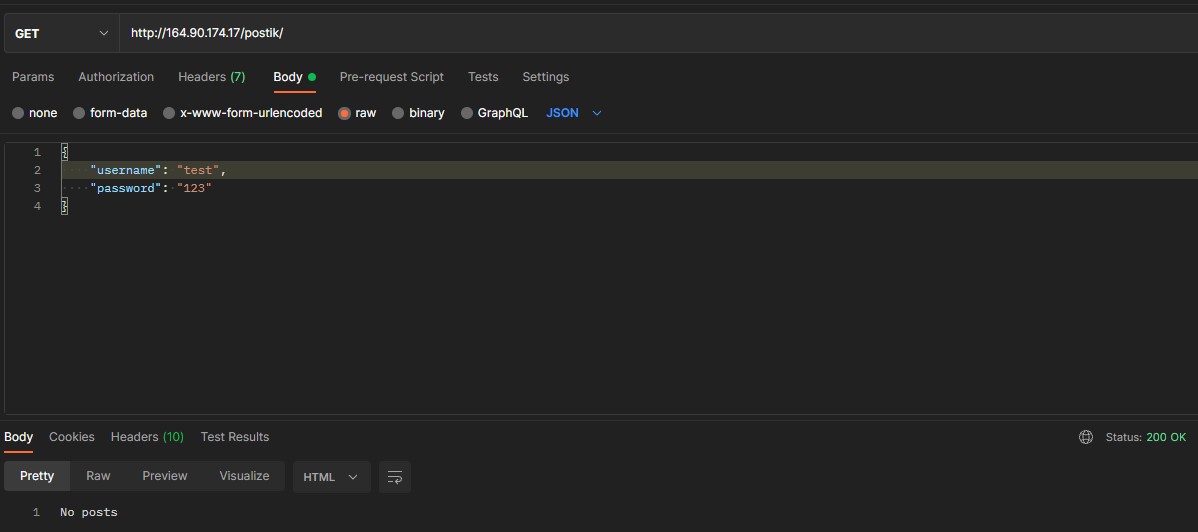 GET http://164.90.174.17/postik/
Params Authorization Headers (7) Body Pre-request Script Tests Settings
none form-data x-www-form-urlencoded raw binary GraphQL JSON
1 {
2 "username": "test",
3 "password": "123"
4 }
Body Cookies Headers (10) Test Results Status: 200 OK
Pretty Raw Preview Visualize HTML
1 No posts